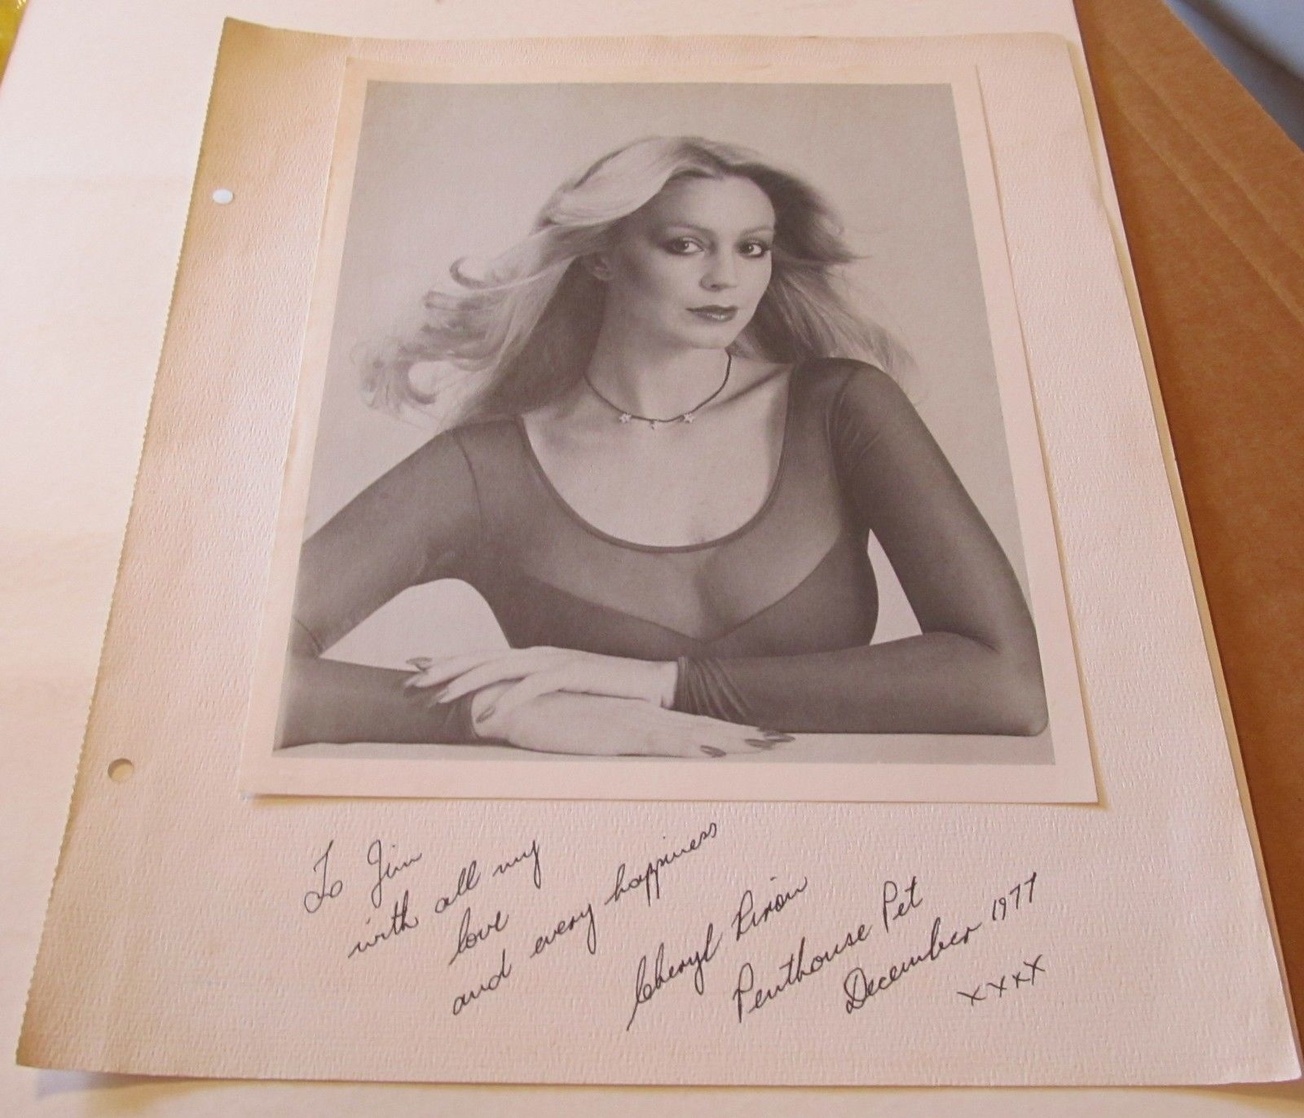 To Jim
with all my
love
and every happiness
Cheryl Rixon
Penthouse Pet
December 1977
xxxx